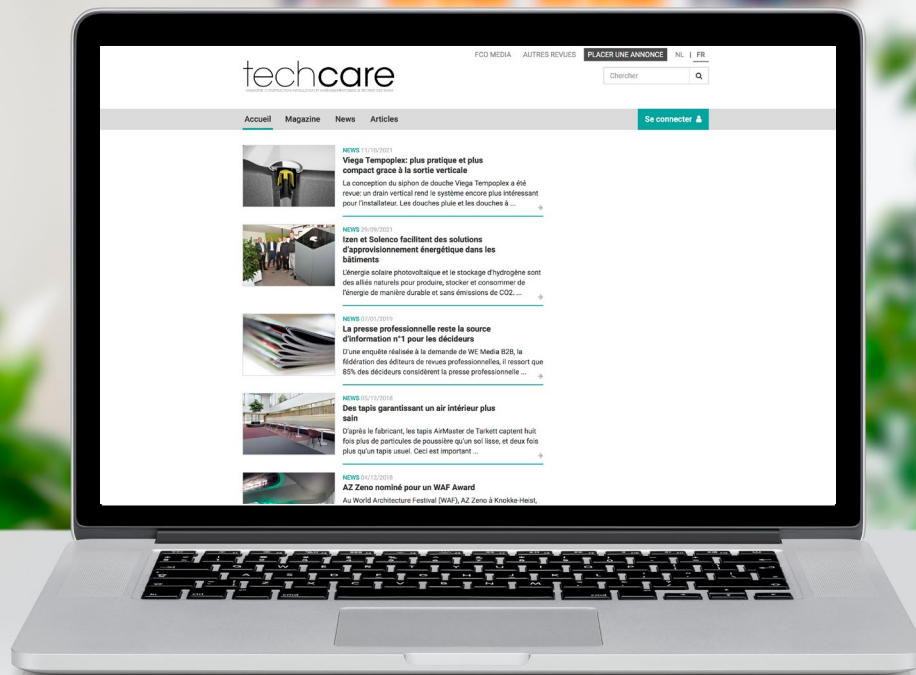 FCO MEDIA AUTRES REVUES PLACER UNE ANNONCE NL | FR
techcare
Chercher
Accueil Magazine News Articles Se connecter
NEWS 11/10/2021
Viega Tempoplex: plus pratique et plus
compact grace à la sortie verticale
La conception du siphon de douche Viega Tempoplex a été
revue: un drain vertical rend le système encore plus intéressant
pour l'installateur. Les douches pluie et les douches à ...
NEWS 29/09/2021
Izen et Solenco facilitent des solutions
d'approvisionnement énergétique dans les
bâtiments
L'énergie solaire photovoltaïque et le stockage d'hydrogène sont
des alliés naturels pour produire, stocker et consommer de
l'énergie de manière durable et sans émissions de CO2. ...
NEWS 07/01/2019
La presse professionnelle reste la source
d'information n°1 pour les décideurs
D'une enquête réalisée à la demande de WE Media B2B, la
fédération des éditeurs de revues professionnelles, il ressort que
85% des décideurs considèrent la presse professionnelle ...
NEWS 05/12/2018
Des tapis garantissant un air intérieur plus
sain
D'après le fabricant, les tapis AirMaster de Tarkett captent huit
fois plus de particules de poussière qu'un sol lisse, et deux fois
plus qu'un tapis usuel. Ceci est important ...
NEWS 04/12/2018
AZ Zeno nominé pour un WAF Award
Au World Architecture Festival (WAF), AZ Zeno à Knokke-Heist,